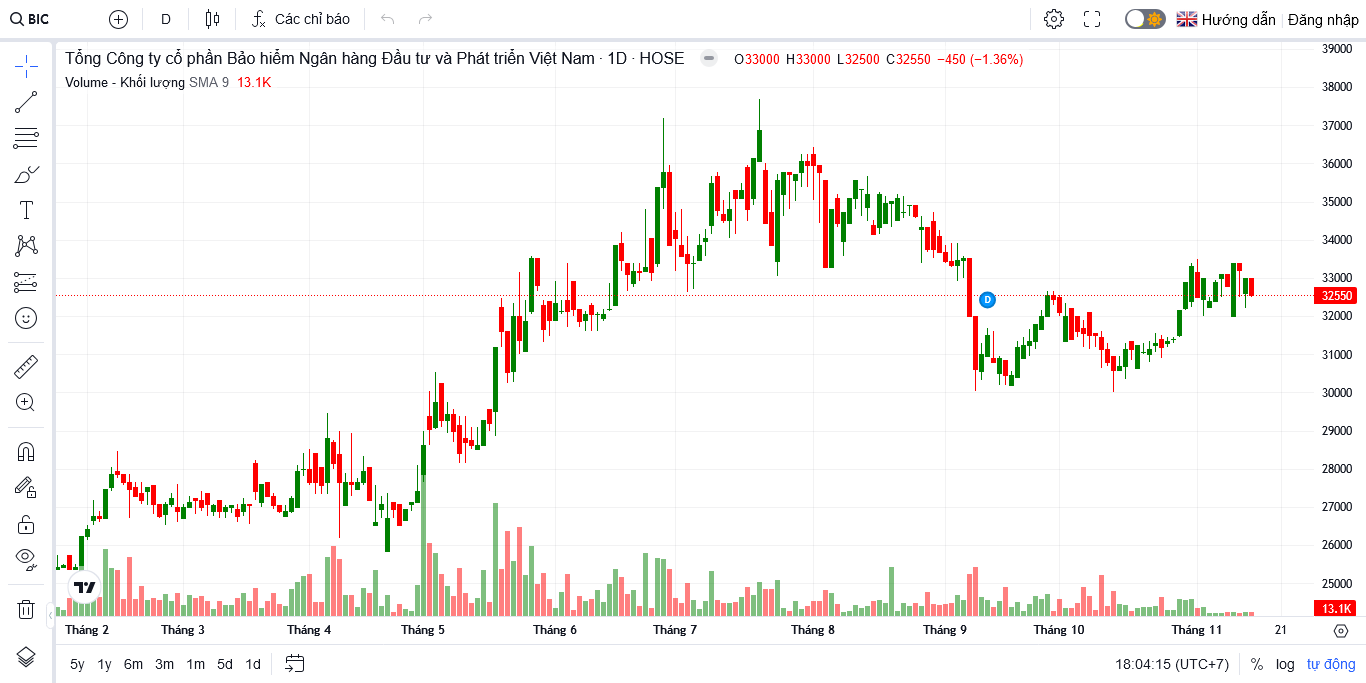 BIC D Các chỉ báo Hướng dẫn Đăng nhập
Tổng Công ty cổ phần Bảo hiểm Ngân hàng Đầu tư và Phát triển Việt Nam · 1D · HOSE O33000 H33000 L32500 C32550 −450 (−1.36%)
Volume - Khối lượng SMA 9 13.1K
39000
38000
37000
36000
35000
34000
33000
32550
32000
31000
30000
29000
28000
27000
26000
25000
13.1K
D
Tháng 2 Tháng 3 Tháng 4 Tháng 5 Tháng 6 Tháng 7 Tháng 8 Tháng 9 Tháng 10 Tháng 11 21
5y 1y 6m 3m 1m 5d 1d 18:04:15 (UTC+7) % log tự động